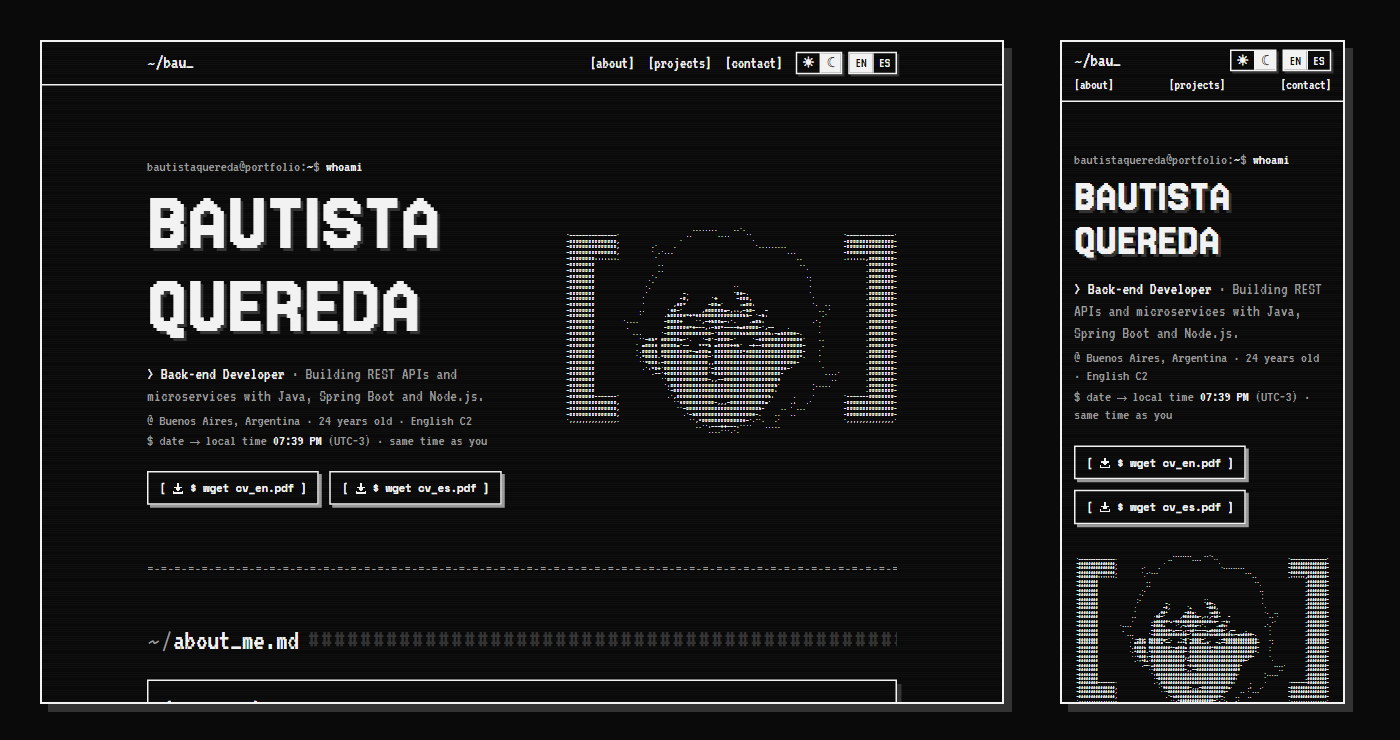 ~/bau_
[about] [projects] [contact] EN ES
bautistaquereda@portfolio:~$ whoami
BAUTISTA
QUEREDA
❯ Back-end Developer · Building REST APIs and
microservices with Java, Spring Boot and Node.js.
@ Buenos Aires, Argentina · 24 years old · English C2
$ date → local time 07:39 PM (UTC-3) · same time as you
[ $ wget cv_en.pdf ] [ $ wget cv_es.pdf ]
~/about_me.md ########################################
~/bau_
EN ES
[about] [projects] [contact]
bautistaquereda@portfolio:~$ whoami
BAUTISTA
QUEREDA
❯ Back-end Developer · Building REST
APIs and microservices with Java,
Spring Boot and Node.js.
@ Buenos Aires, Argentina · 24 years old
· English C2
$ date → local time 07:39 PM (UTC-3) ·
same time as you
[ $ wget cv_en.pdf ]
[ $ wget cv_es.pdf ]